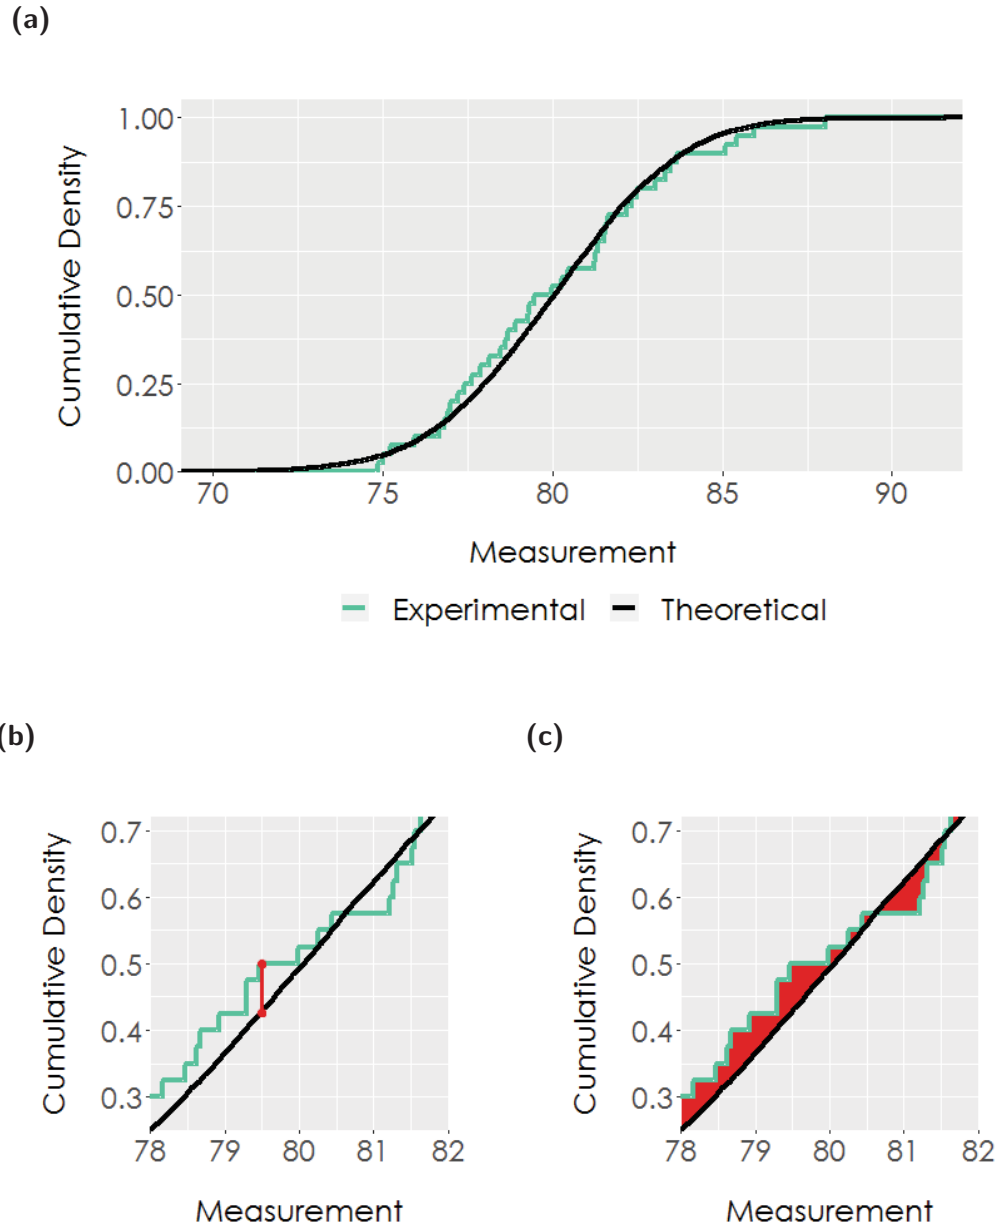 (a)
Cumulative Density
1.00
0.75
0.50
0.25
0.00
70 75 80 85 90
Measurement
Experimental Theoretical
(b)
Cumulative Density
0.7
0.6
0.5
0.4
0.3
78 79 80 81 82
Measurement
(c)
Cumulative Density
0.7
0.6
0.5
0.4
0.3
78 79 80 81 82
Measurement